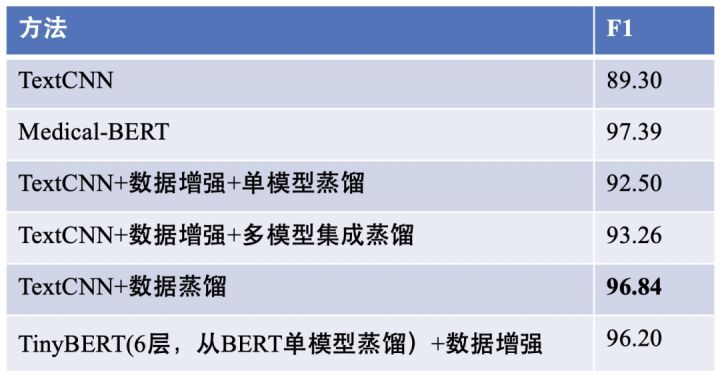 方法 F1
TextCNN 89.30
Medical-BERT 97.39
TextCNN+数据增强+单模型蒸馏 92.50
TextCNN+数据增强+多模型集成蒸馏 93.26
TextCNN+数据蒸馏 96.84
TinyBERT(6层，从BERT单模型蒸馏）+数据增强 96.20